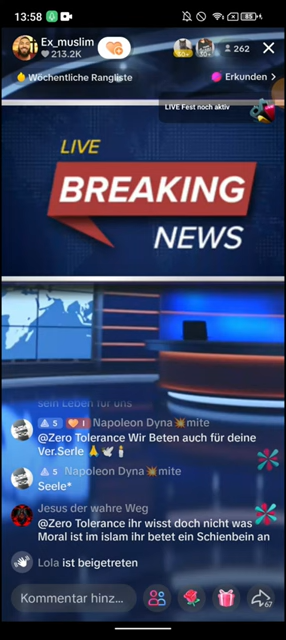 13:58
85
Ex_muslim
213.2K
262
Wöchentliche Rangliste
Erkunden >
LIVE Fest noch aktiv
LIVE
BREAKING
NEWS
sein Leben für uns
5 1 Napoleon Dyna💥mite
@Zero Tolerance Wir Beten auch für deine
Ver.Serle 🙏🕊🕯
5 Napoleon Dyna💥mite
Seele*
Jesus der wahre Weg
@Zero Tolerance ihr wisst doch nicht was
Moral ist im islam ihr betet ein Schienbein an
Lola ist beigetreten
Kommentar hinz...
67